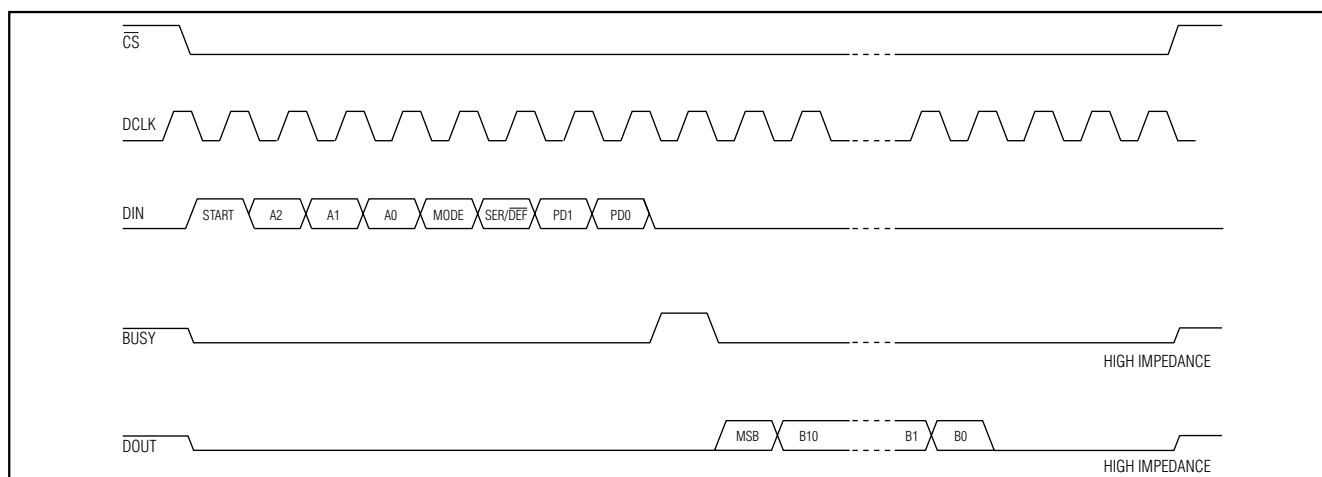 CS
DCLK
DIN START A2 A1 A0 MODE SER/DEF PD1 PD0
BUSY
HIGH IMPEDANCE
DOUT MSB B10 B1 B0
HIGH IMPEDANCE